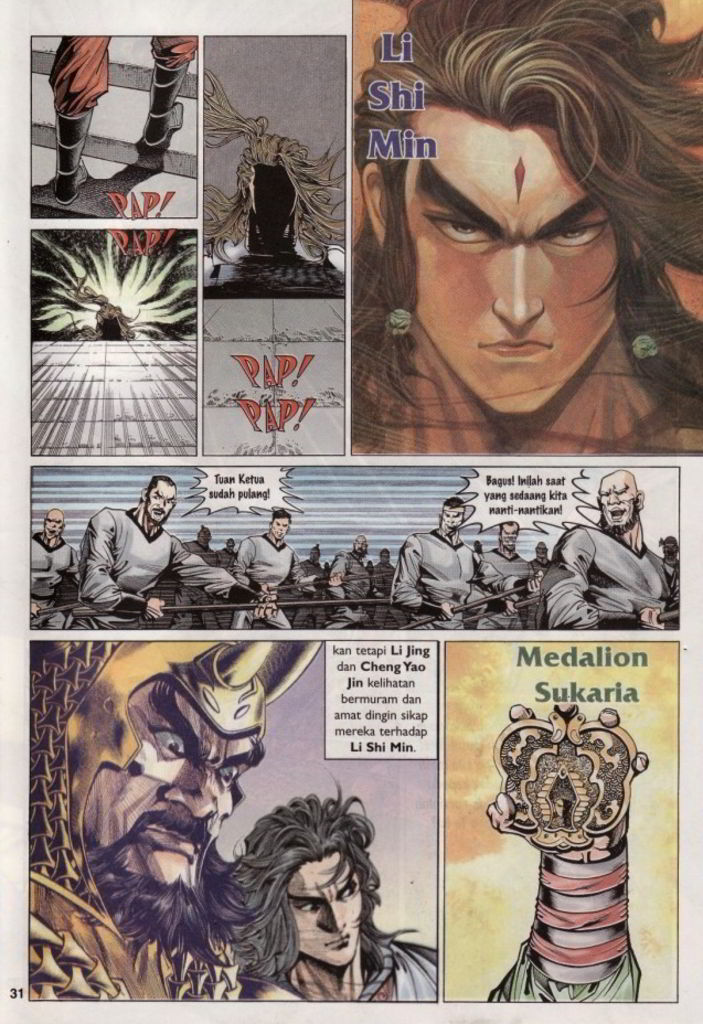 PAP!
PAP!
PAP!
PAP!
Li
Shi
Min
Tuan Ketua
sudah pulang!
Bagus! Inilah saat
yang sedaang kita
nanti-nantikan!
kan tetapi Li Jing
dan Cheng Yao
Jin kelihatan
bermuram dan
amat dingin sikap
mereka terhadap
Li Shi Min.
Medalion
Sukaria
31